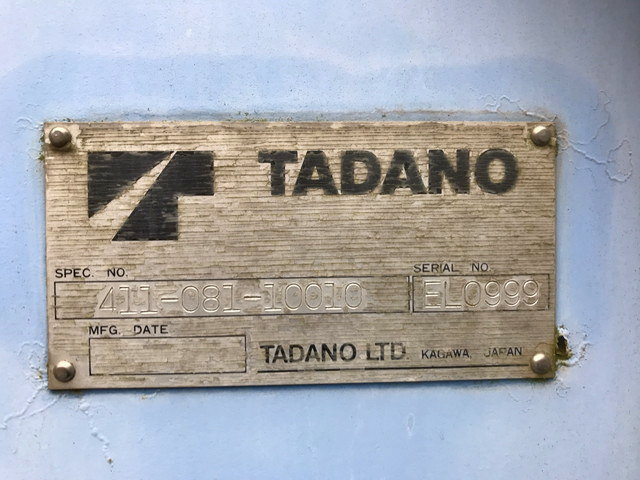 TADANO
SPEC. NO. SERIAL NO.
411-081-10010 EL0999
MFG. DATE
TADANO LTD. KAGAWA, JAPAN